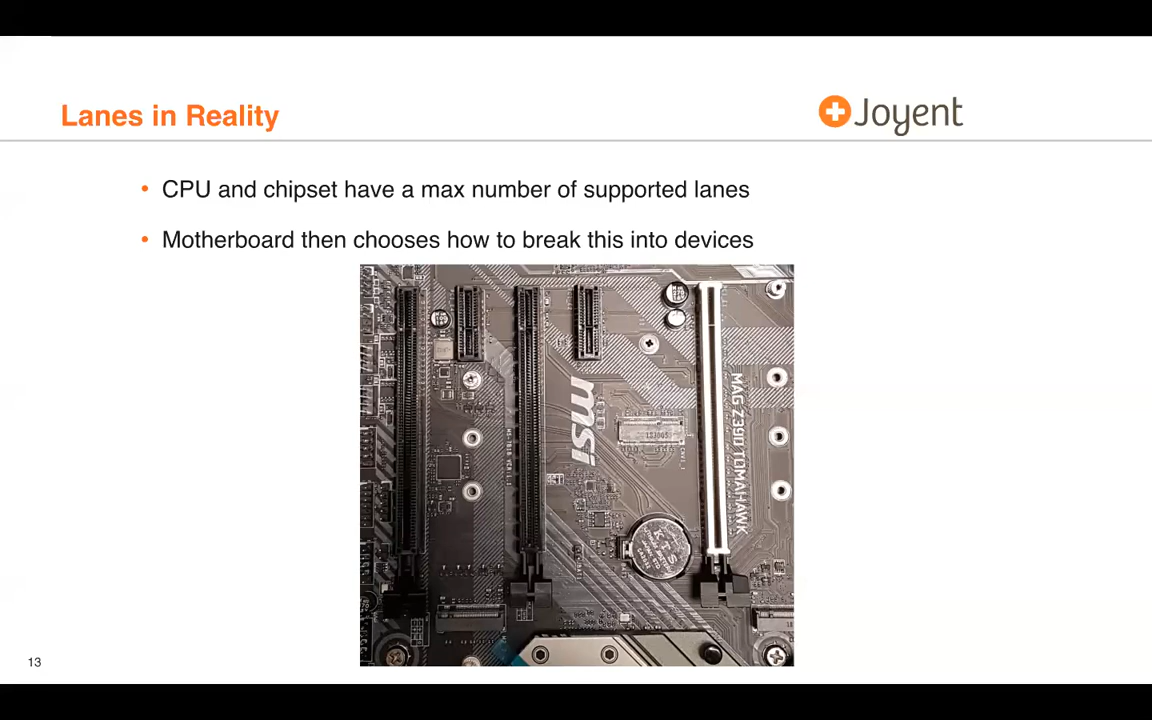 Lanes in Reality
Joyent
• CPU and chipset have a max number of supported lanes
• Motherboard then chooses how to break this into devices
msi
MAG Z390 TOMAHAWK
KTS
13